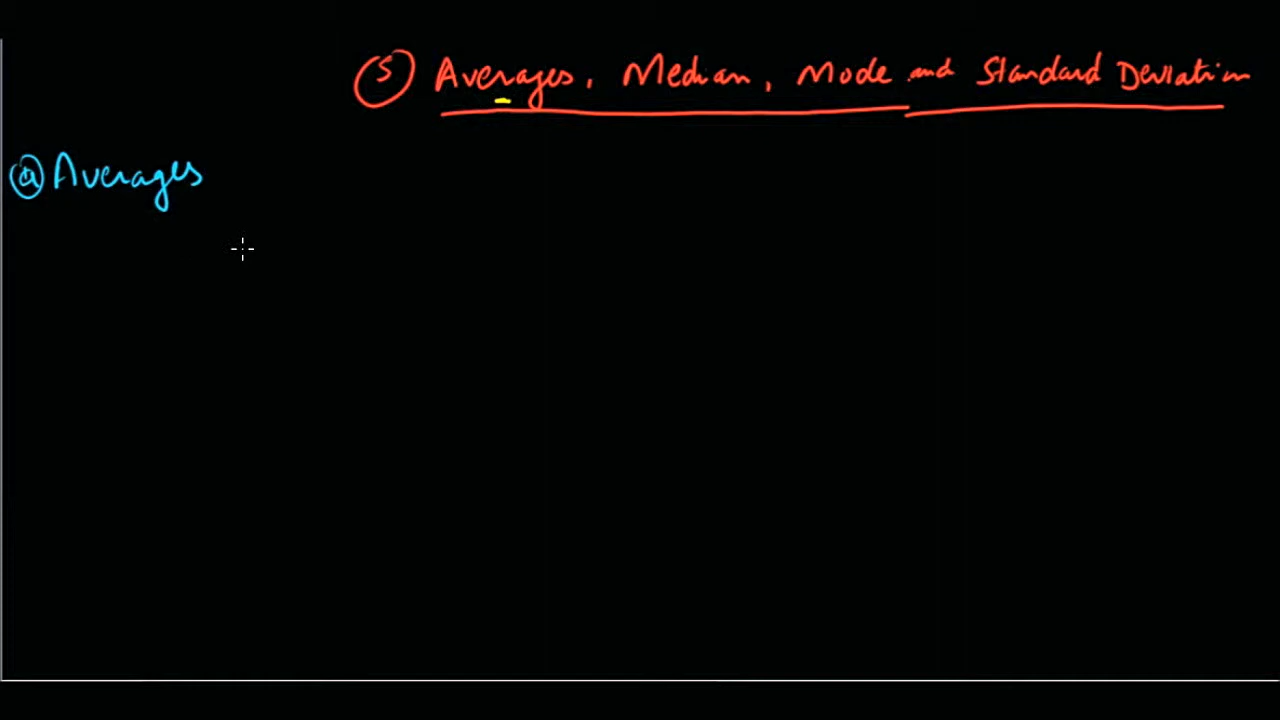 ⑤ Averages, Median, Mode and Standard Deviation
ⓐ Averages